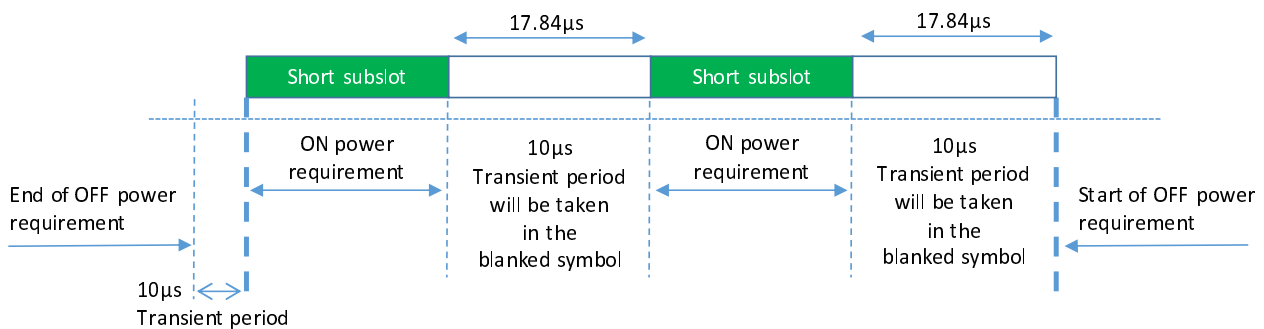 17.84µs
17.84µs
Short subslot
Short subslot
ON power
requirement
10µs
Transient period
will be taken
in the
blanked symbol
ON power
requirement
10µs
Transient period
will be taken
in the
blanked symbol
End of OFF power
requirement
Start of OFF power
requirement
10µs
Transient period